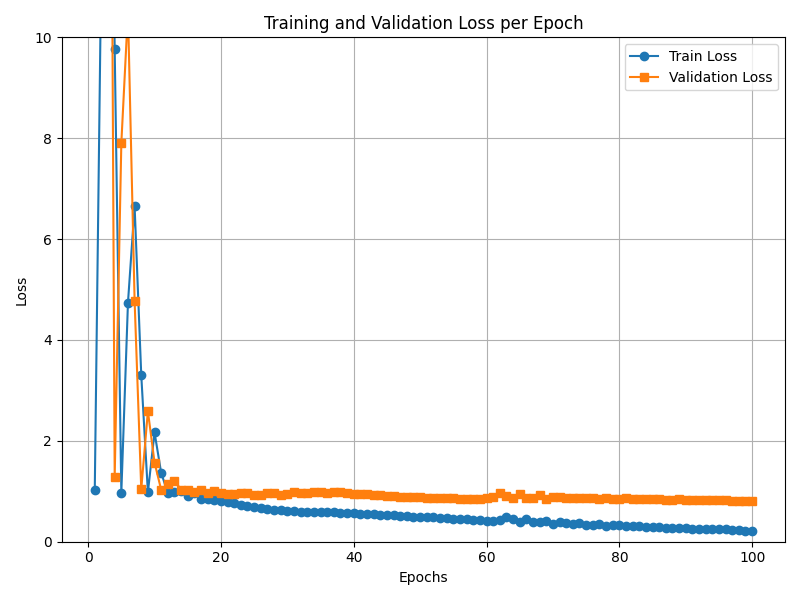 Training and Validation Loss per Epoch
10
8
6
4
2
0
Loss
Train Loss
Validation Loss
0 20 40 60 80 100
Epochs